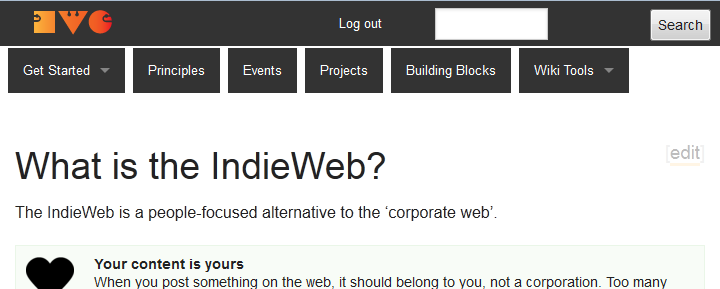 Log out
Search
Get Started
Principles
Events
Projects
Building Blocks
Wiki Tools
What is the IndieWeb?
[edit]
The IndieWeb is a people-focused alternative to the ‘corporate web’.
Your content is yours
When you post something on the web, it should belong to you, not a corporation. Too many